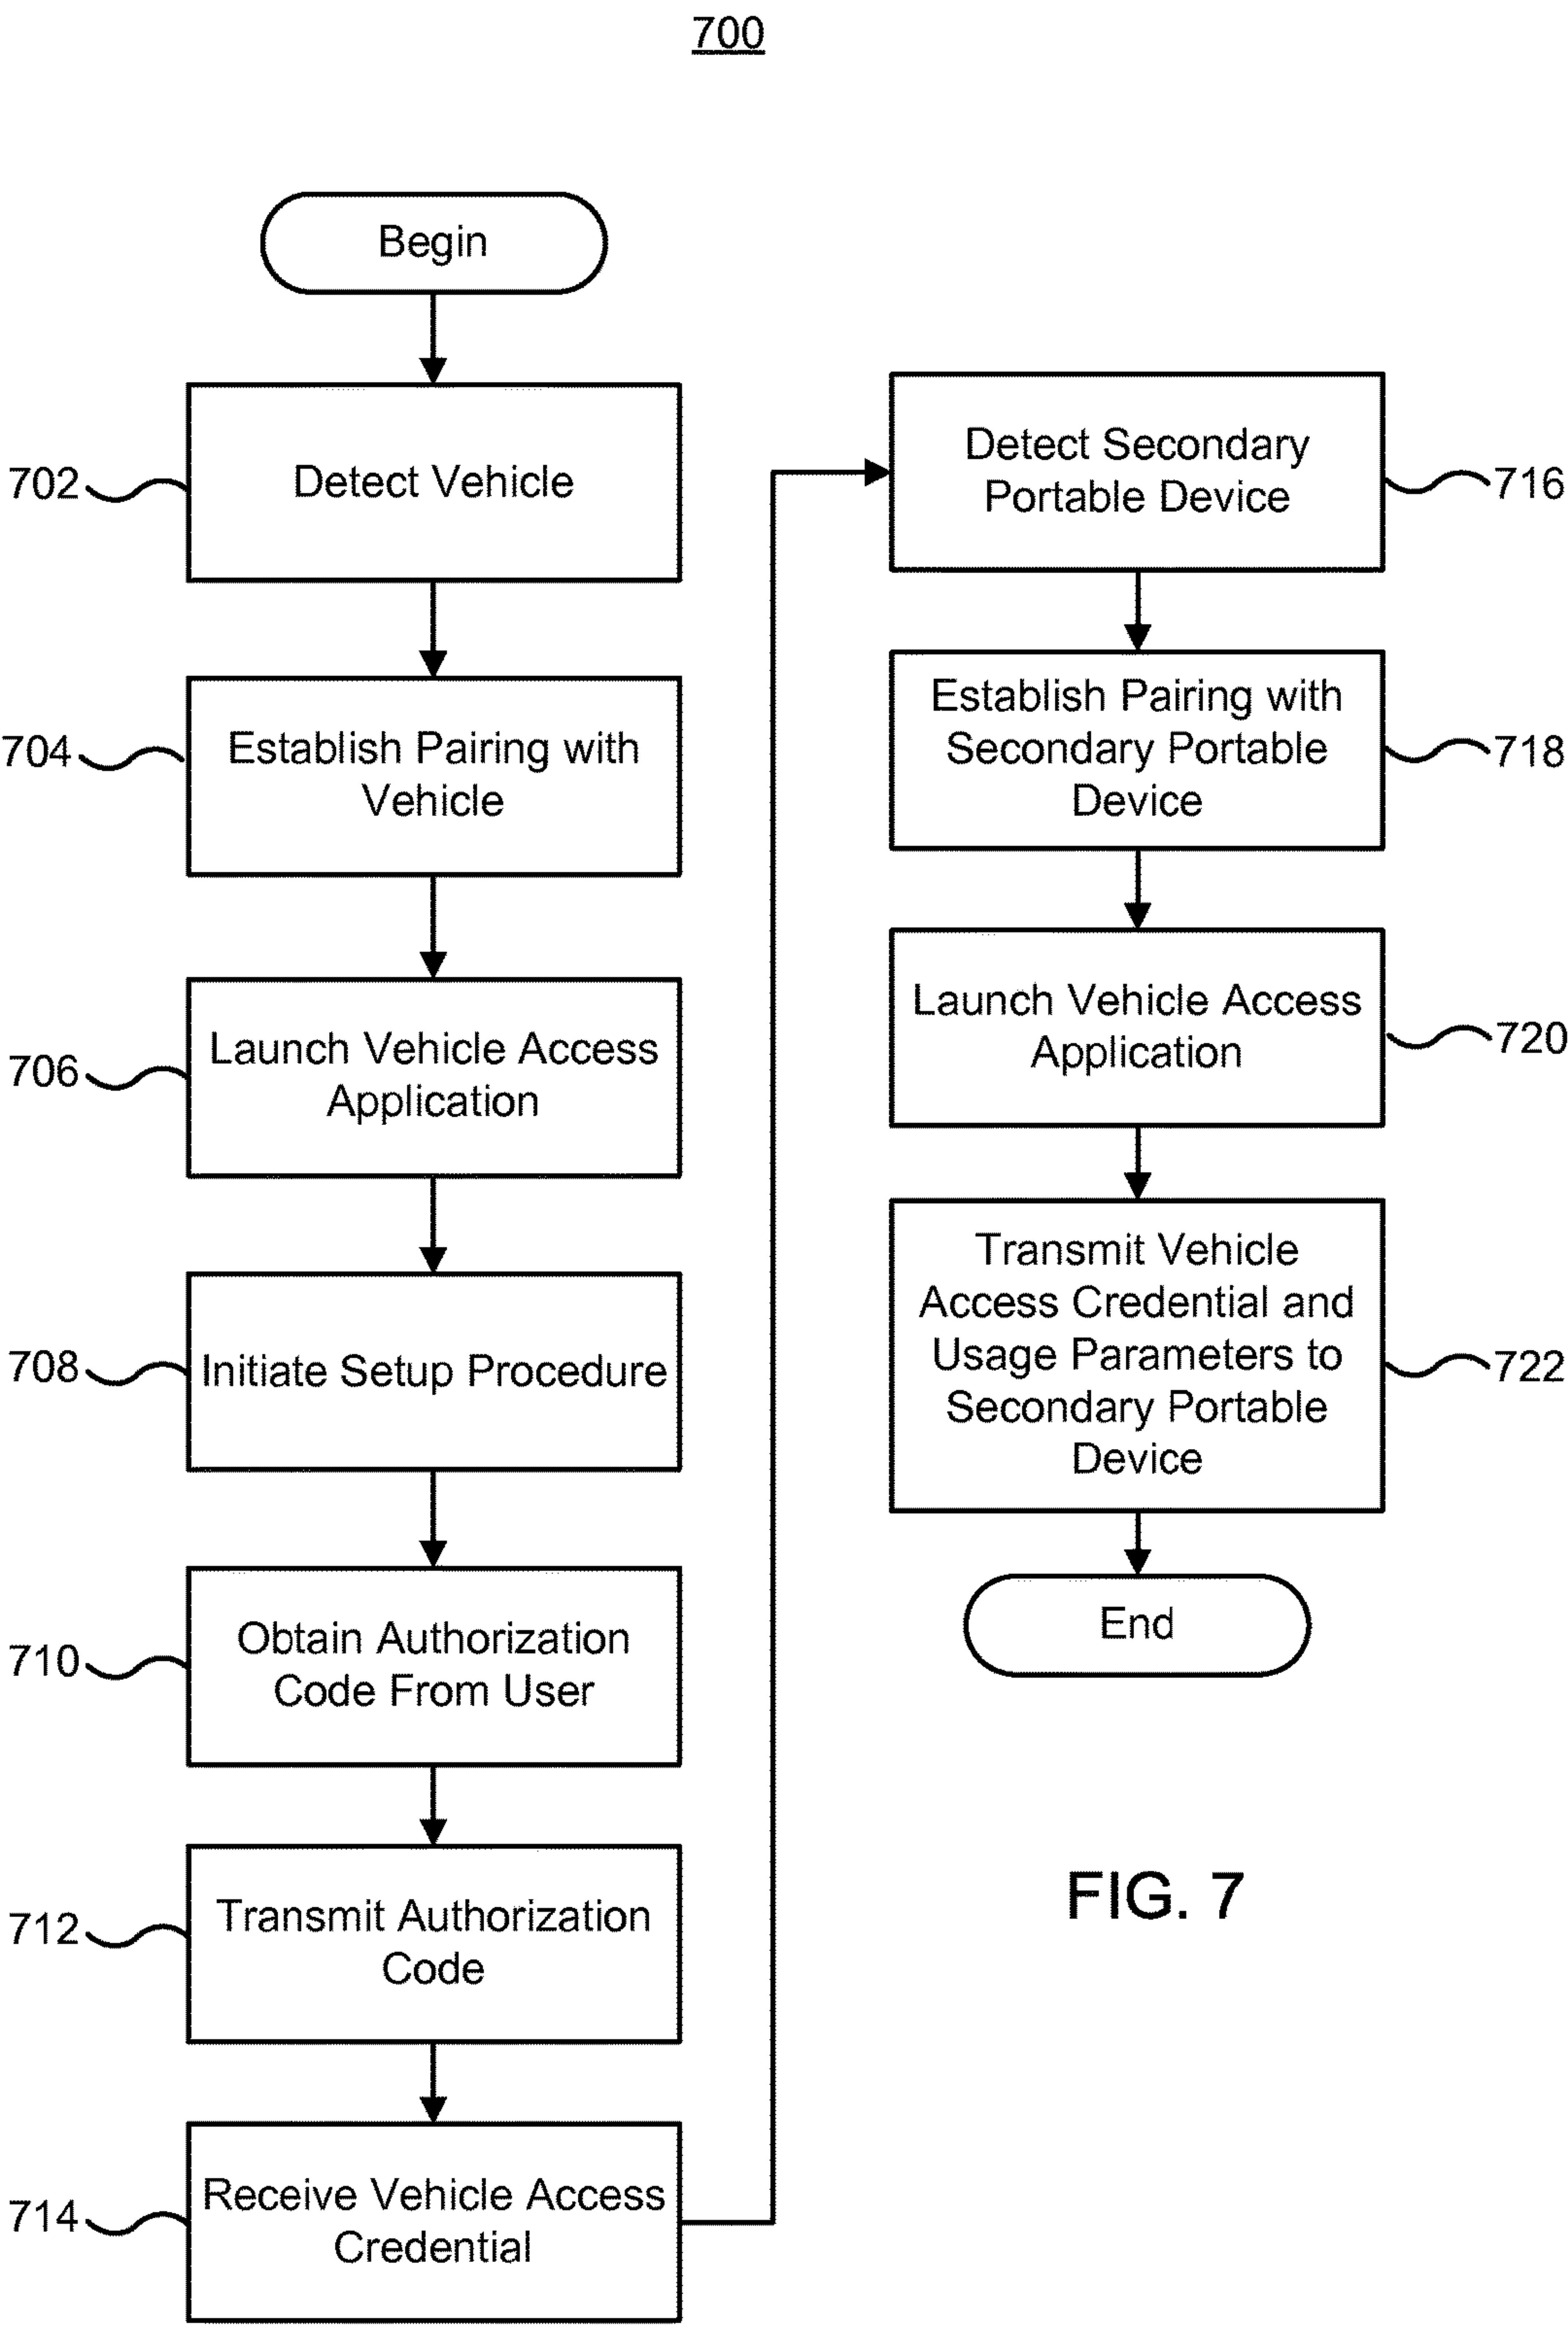 700
Begin
702
Detect Vehicle
704
Establish Pairing with
Vehicle
706
Launch Vehicle Access
Application
708
Initiate Setup Procedure
710
Obtain Authorization
Code From User
712
Transmit Authorization
Code
714
Receive Vehicle Access
Credential
Detect Secondary
Portable Device
716
Establish Pairing with
Secondary Portable
Device
718
Launch Vehicle Access
Application
720
Transmit Vehicle
Access Credential and
Usage Parameters to
Secondary Portable
Device
722
End
FIG. 7